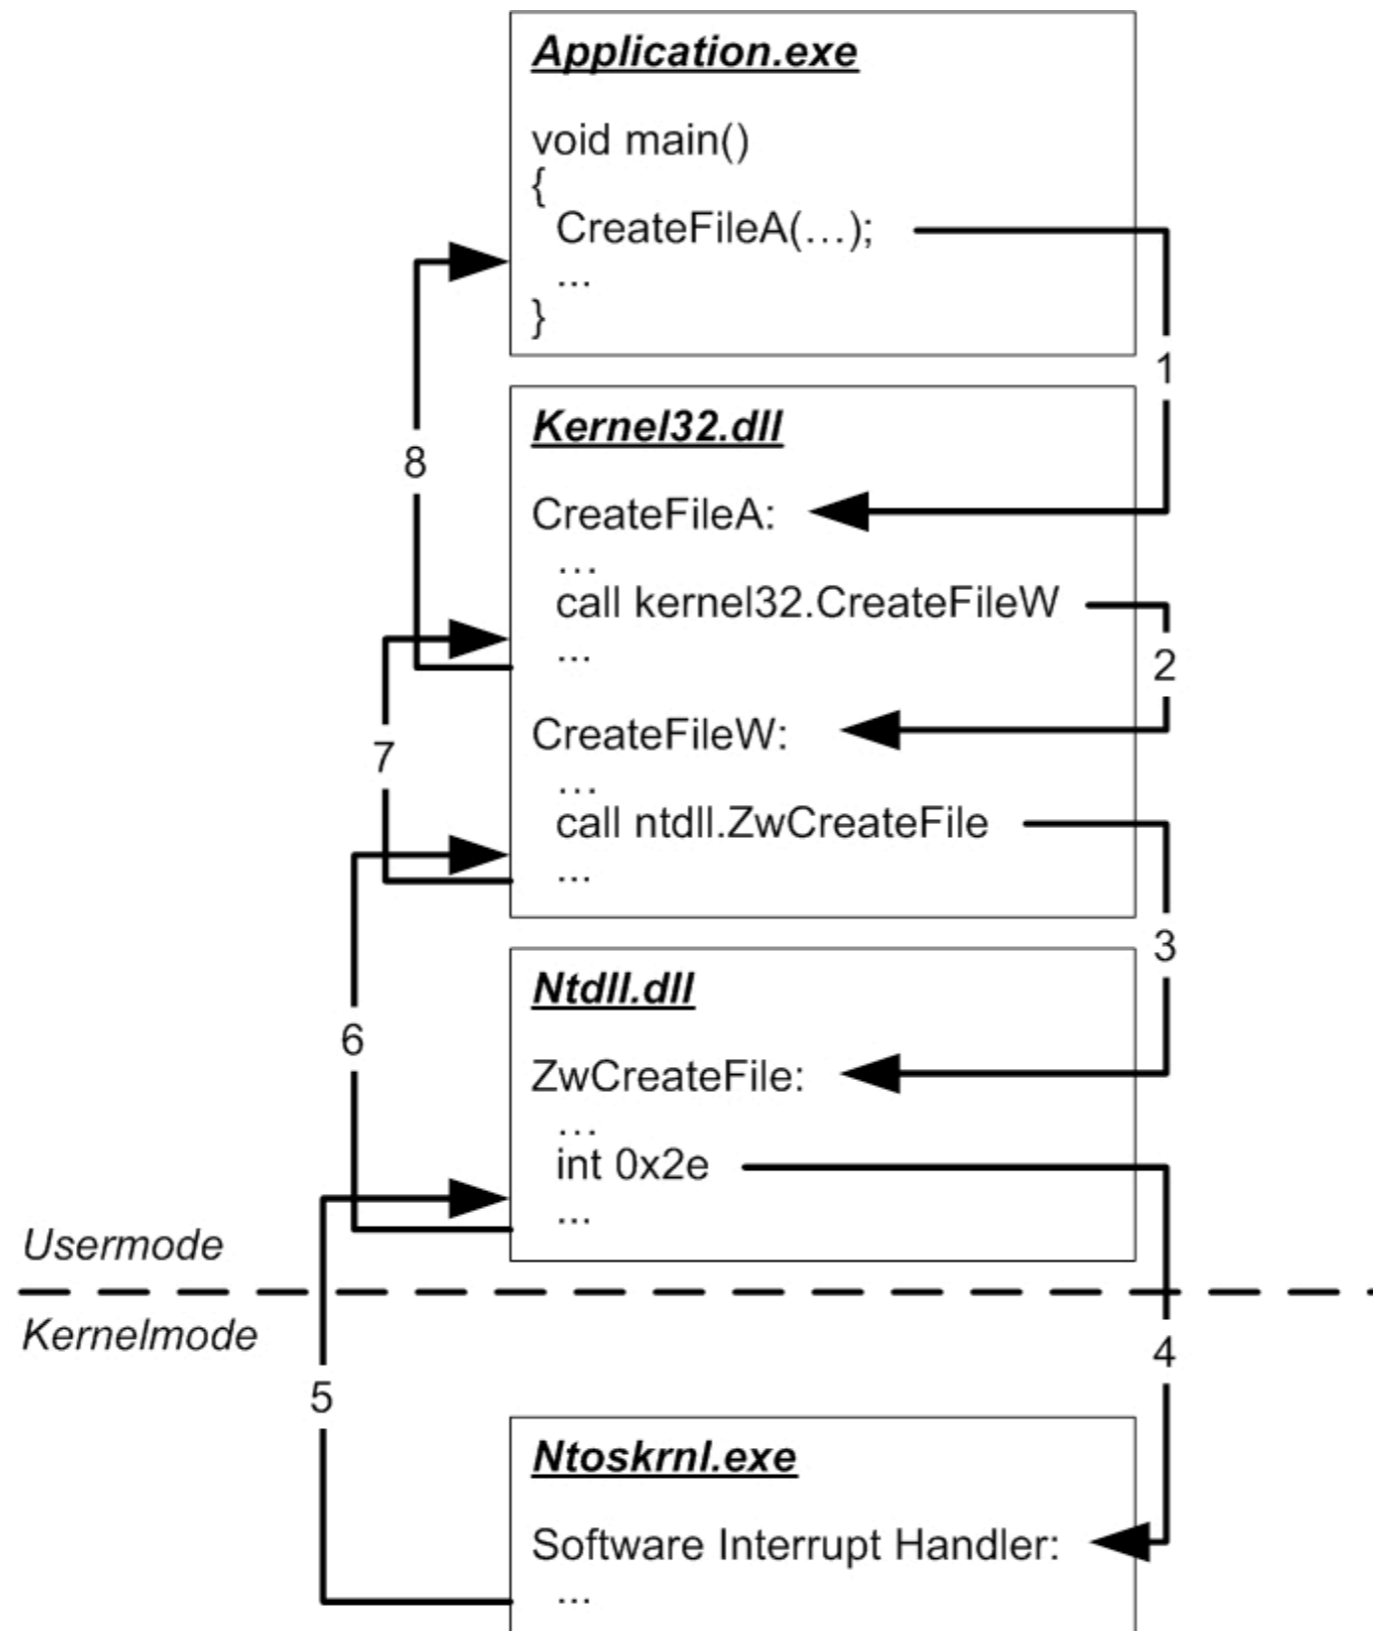 Application.exe
void main()
{
CreateFileA(…);
...
}
1
Kernel32.dll
8
CreateFileA:
…
call kernel32.CreateFileW
...
2
CreateFileW:
7
…
call ntdll.ZwCreateFile
...
3
Ntdll.dll
6
ZwCreateFile:
…
int 0x2e
...
Usermode
Kernelmode
4
5
Ntoskrnl.exe
Software Interrupt Handler:
...